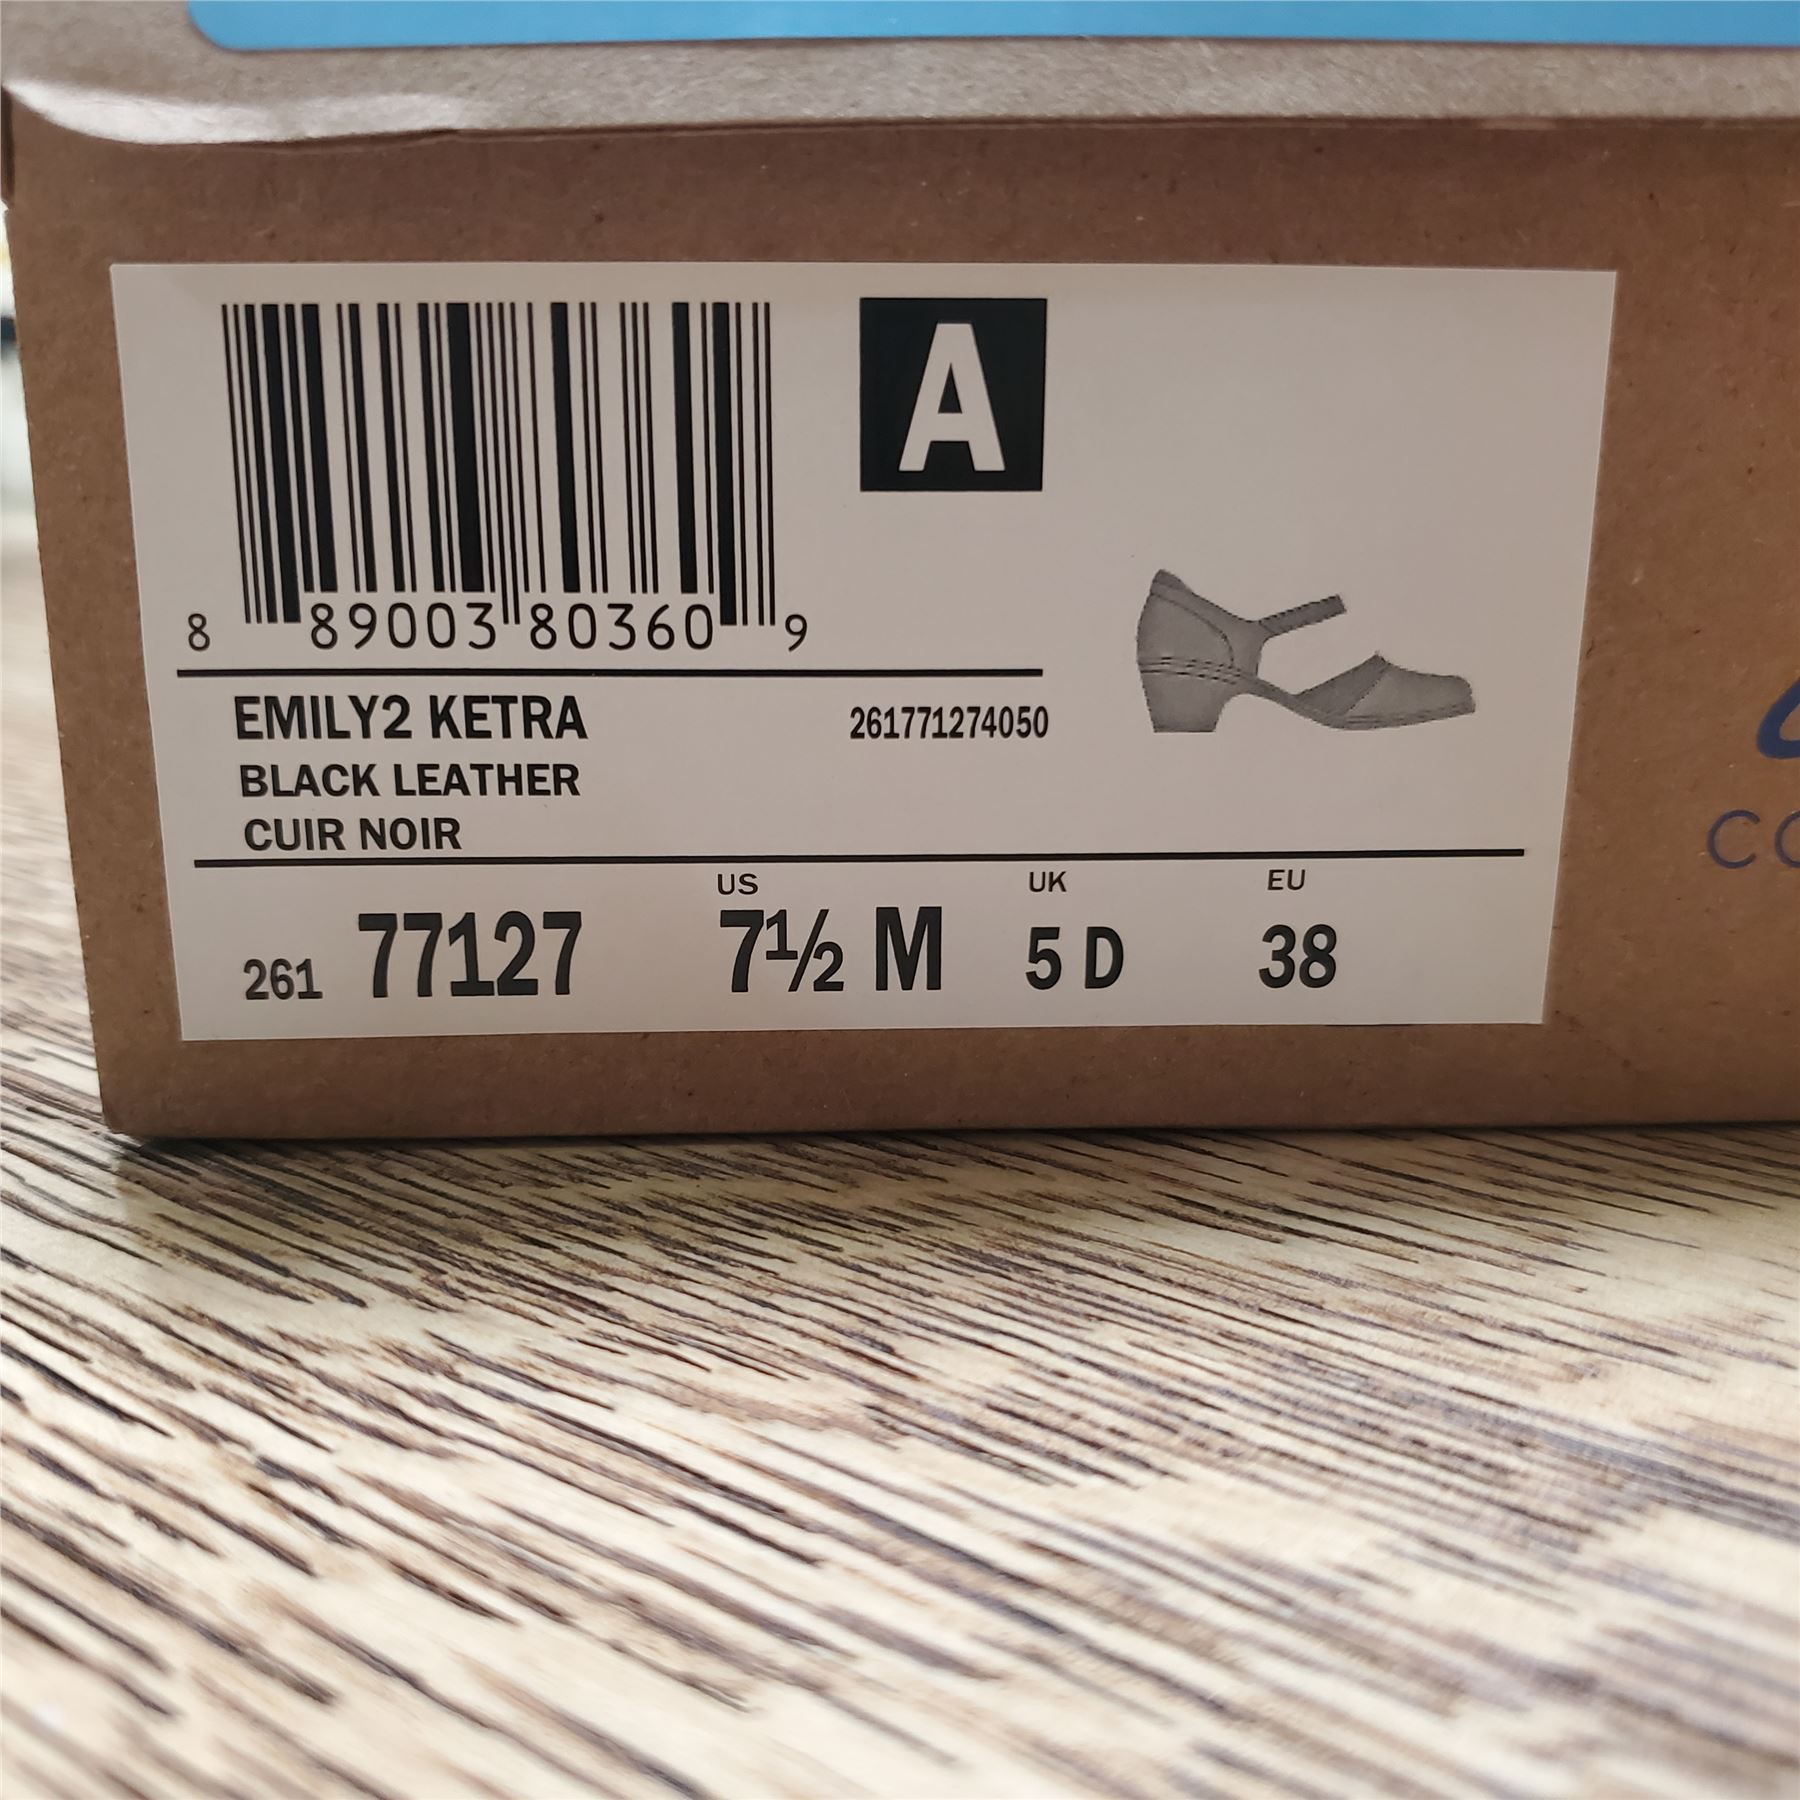 A
8 89003 80360 9
EMILY2 KETRA 261771274050
BLACK LEATHER
CUIR NOIR
US UK EU
261 77127 7½ M 5 D 38